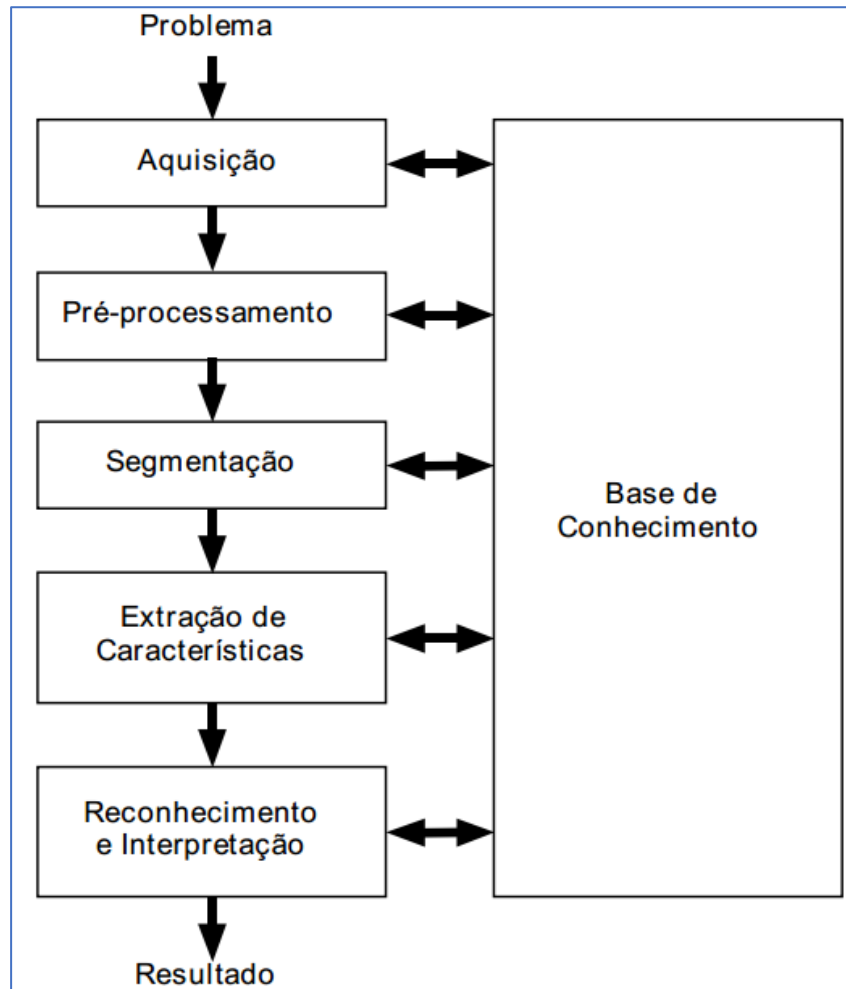 Problema
Aquisição
Pré-processamento
Segmentação
Extração de
Características
Reconhecimento
e Interpretação
Resultado
Base de
Conhecimento